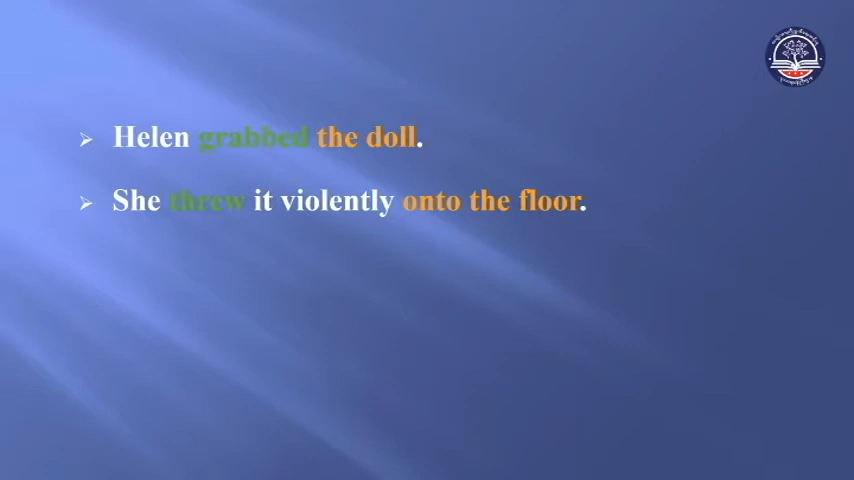 Helen grabbed the doll.
She threw it violently onto the floor.